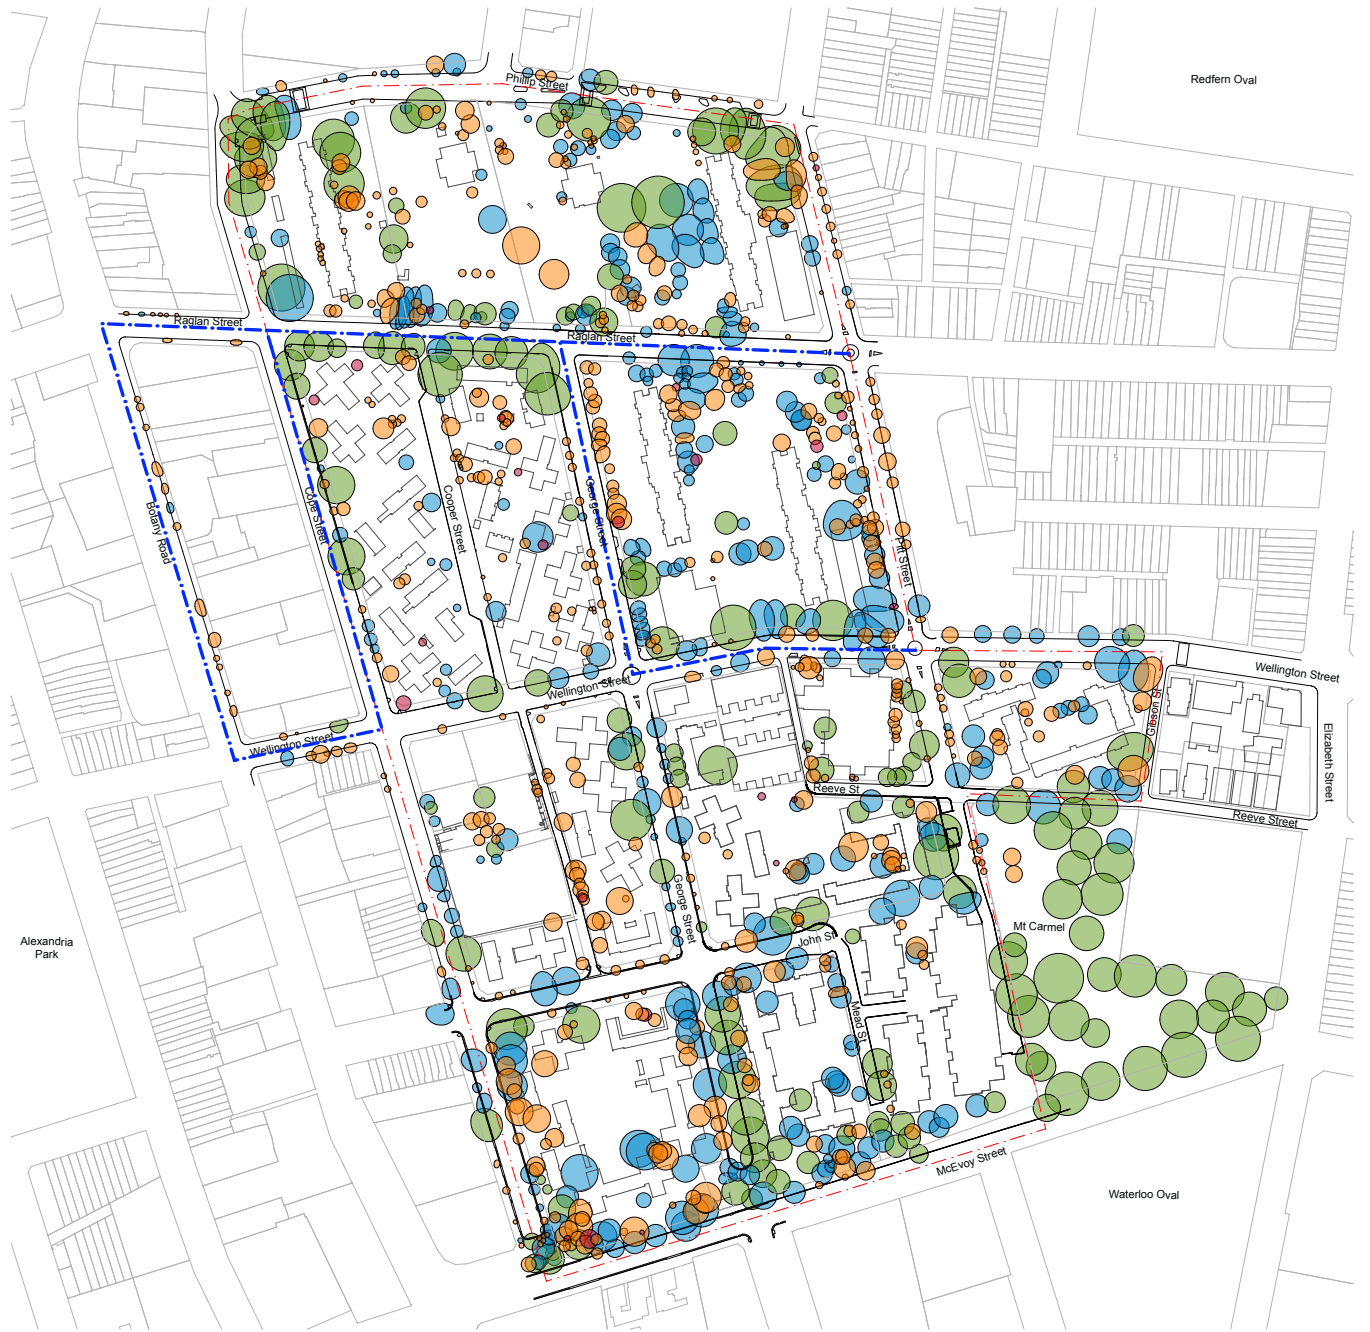 Redfern Oval
Phillip Street
Raglan Street
Raglan Street
Cope Street
Cooper Street
George Street
Botany Road
Pitt Street
Wellington Street
Wellington Street
Wellington Street
Gibson St
Elizabeth Street
Reeve St
Reeve Street
George Street
John St
Mt Carmel
Alexandria
Park
Mead St
McEvoy Street
Waterloo Oval